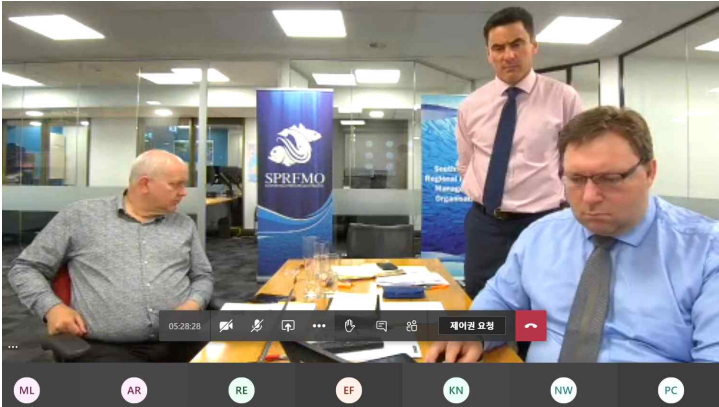 SPRFMO
South
Regional
Mana
Organisa
05:28:28
제어권 요청
ML
AR
RE
EF
KN
NW
PC